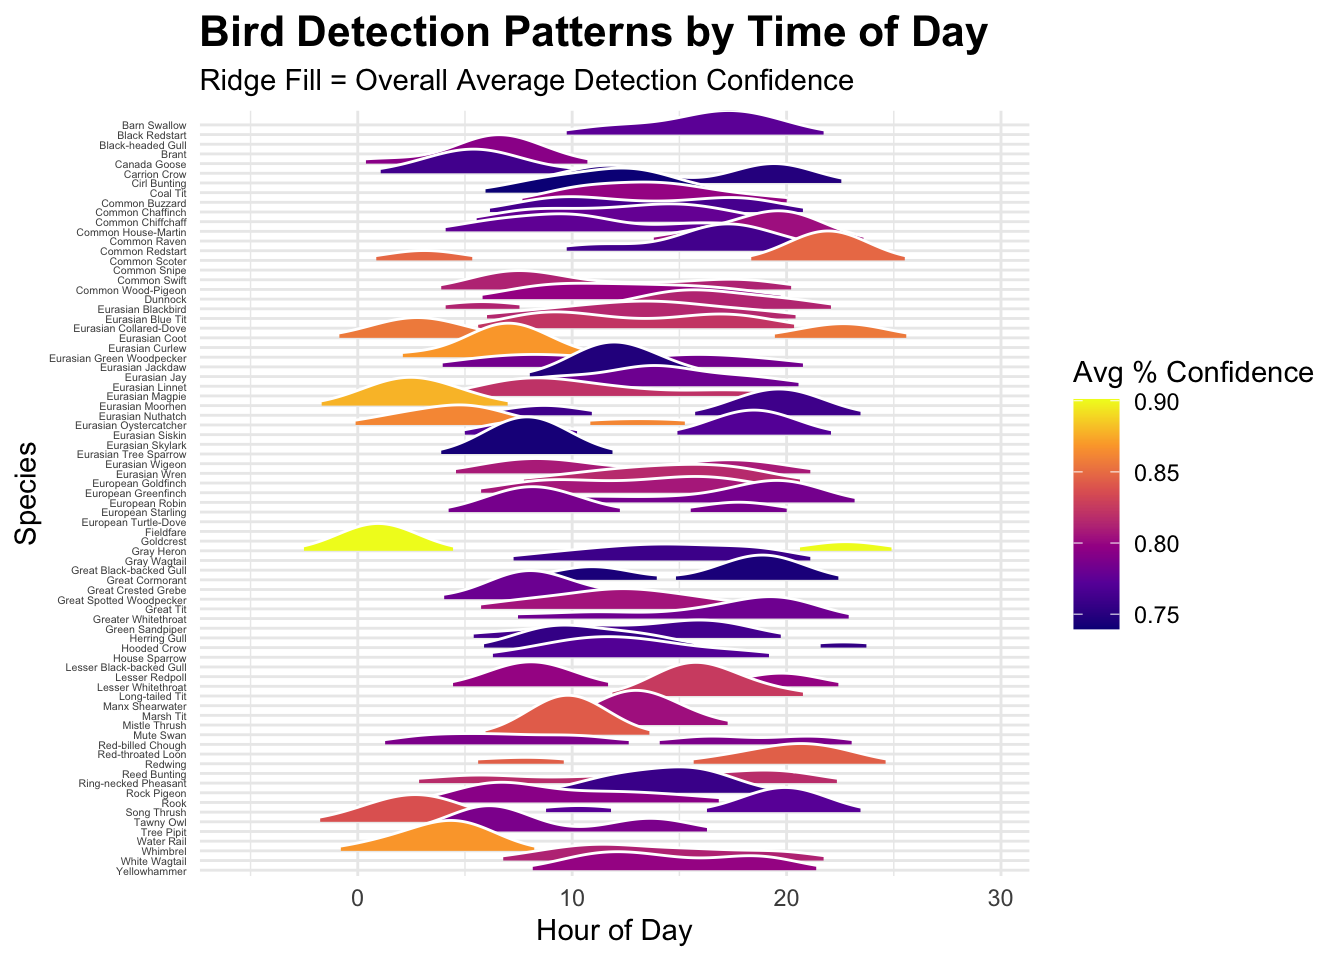 Bird Detection Patterns by Time of Day
Ridge Fill = Overall Average Detection Confidence
Barn Swallow
Black Redstart
Black-headed Gull
Brant
Canada Goose
Carrion Crow
Cirl Bunting
Coal Tit
Common Buzzard
Common Chaffinch
Common Chiffchaff
Common House-Martin
Common Raven
Common Redstart
Common Scoter
Common Snipe
Common Swift
Common Wood-Pigeon
Dunnock
Eurasian Blackbird
Eurasian Blue Tit
Eurasian Collared-Dove
Eurasian Coot
Eurasian Curlew
Eurasian Green Woodpecker
Eurasian Jackdaw
Eurasian Jay
Eurasian Linnet
Eurasian Magpie
Eurasian Moorhen
Eurasian Nuthatch
Eurasian Oystercatcher
Eurasian Siskin
Eurasian Skylark
Eurasian Tree Sparrow
Eurasian Wigeon
Eurasian Wren
European Goldfinch
European Greenfinch
European Robin
European Starling
European Turtle-Dove
Fieldfare
Goldcrest
Gray Heron
Gray Wagtail
Great Black-backed Gull
Great Cormorant
Great Crested Grebe
Great Spotted Woodpecker
Great Tit
Greater Whitethroat
Green Sandpiper
Herring Gull
Hooded Crow
House Sparrow
Lesser Black-backed Gull
Lesser Redpoll
Lesser Whitethroat
Long-tailed Tit
Manx Shearwater
Marsh Tit
Mistle Thrush
Mute Swan
Red-billed Chough
Red-throated Loon
Redwing
Reed Bunting
Ring-necked Pheasant
Rock Pigeon
Rook
Song Thrush
Tawny Owl
Tree Pipit
Water Rail
Whimbrel
White Wagtail
Yellowhammer
Species
0 10 20 30
Hour of Day
Avg % Confidence
0.90
0.85
0.80
0.75